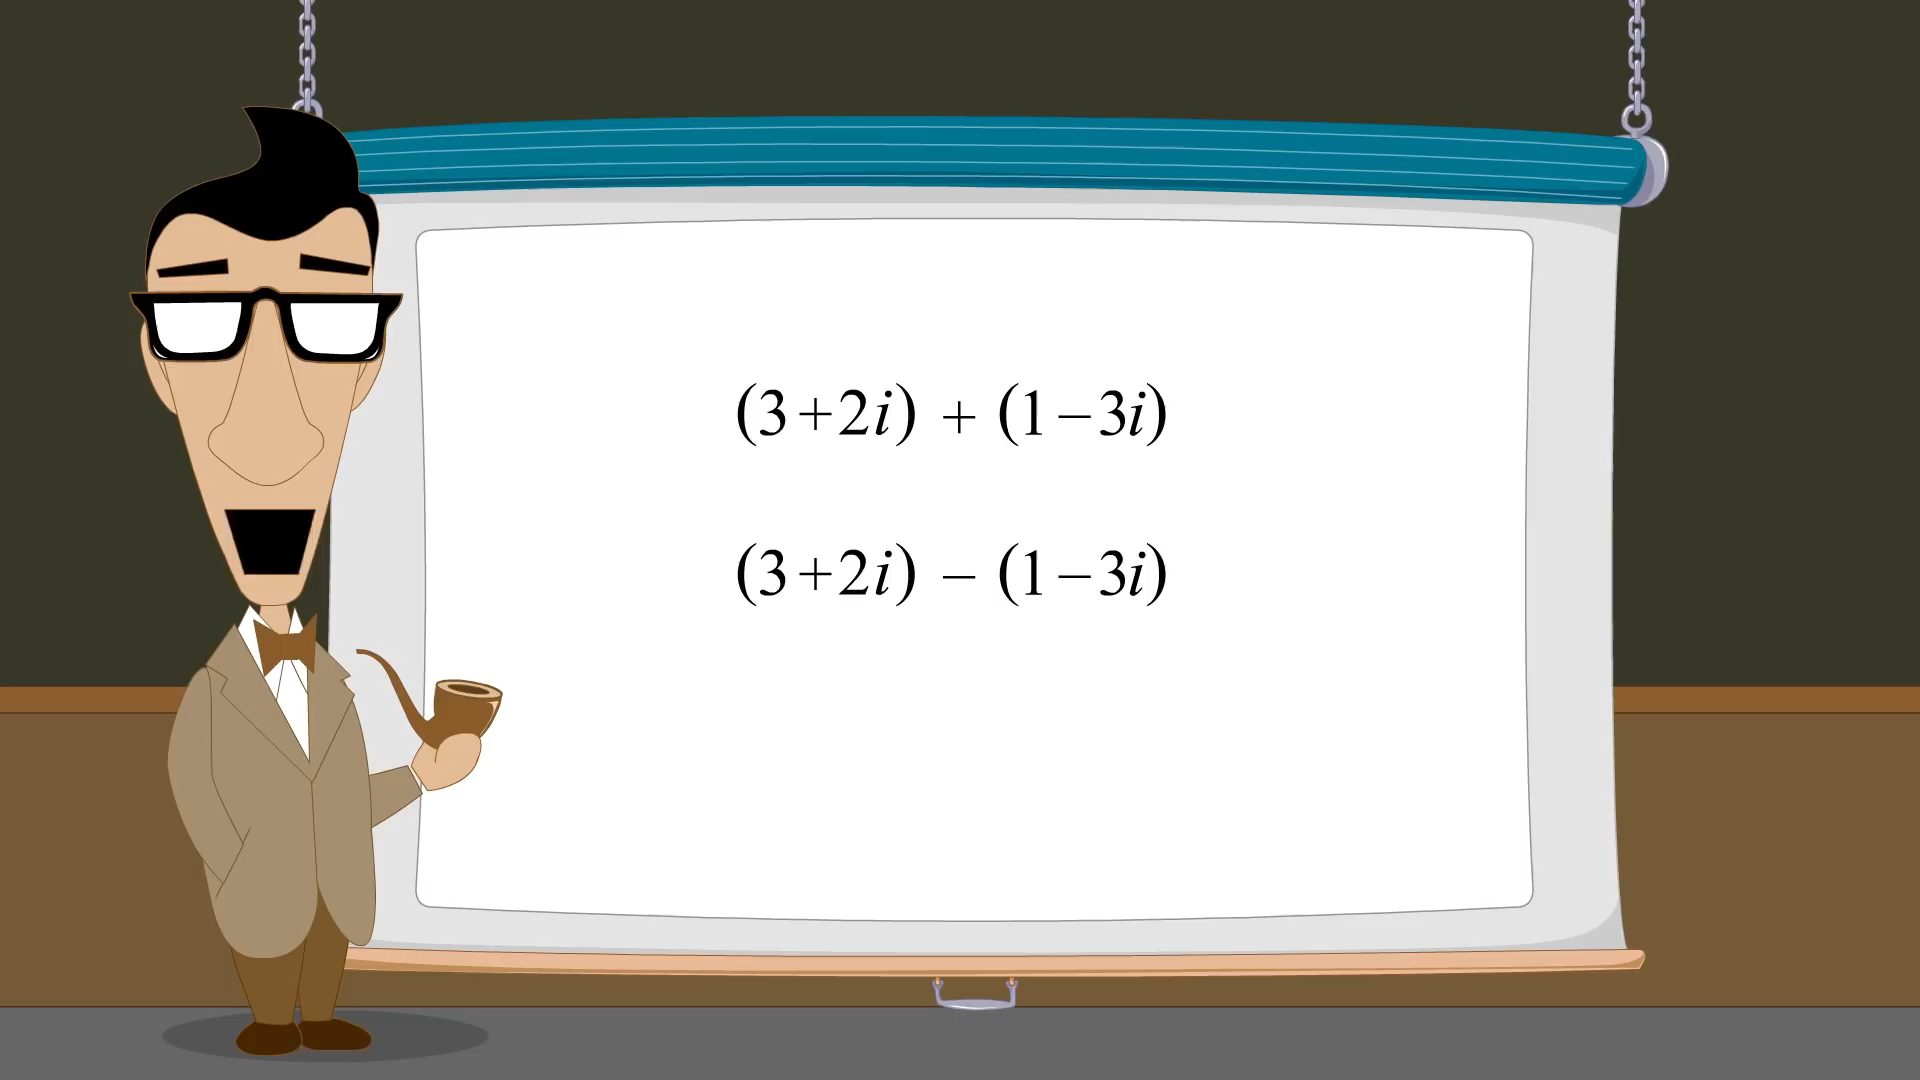 (3+2i) + (1−3i)
(3+2i) − (1−3i)